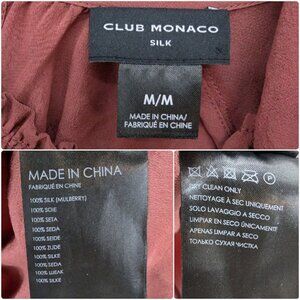 CLUB MONACO
SILK
M/M
MADE IN CHINA/
FABRIQUÉ EN CHINE
MADE IN CHINA
FABRIQUÉ EN CHINE
100% SILK (MULBERRY)
100% SOIE
100% SETA
100% SEDA
100% SEIDE
100% ZIJDE
100% SILKE
100% SEDA
100% ШЕЛК
100% SILKE
DRY CLEAN ONLY
NETTOYAGE À SEC UNIQUEMENT
SOLO LAVAGGIO A SECCO
LIMPIAR EN SECO ÚNICAMENTE
APENAS LIMPAR A SECO
ТОЛЬКО СУХАЯ ЧИСТКА